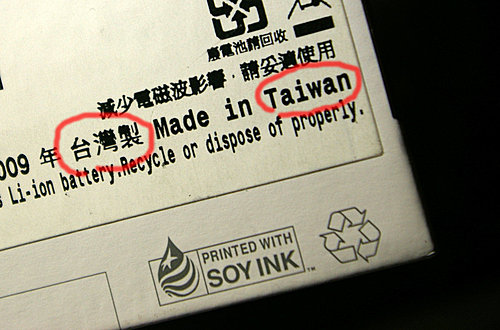 廢電池請回收
減少電磁波影響，請妥適使用
009 年 台灣製 Made in Taiwan
s Li-ion battery.Recycle or dispose of properly.
PRINTED WITH
SOY INK™